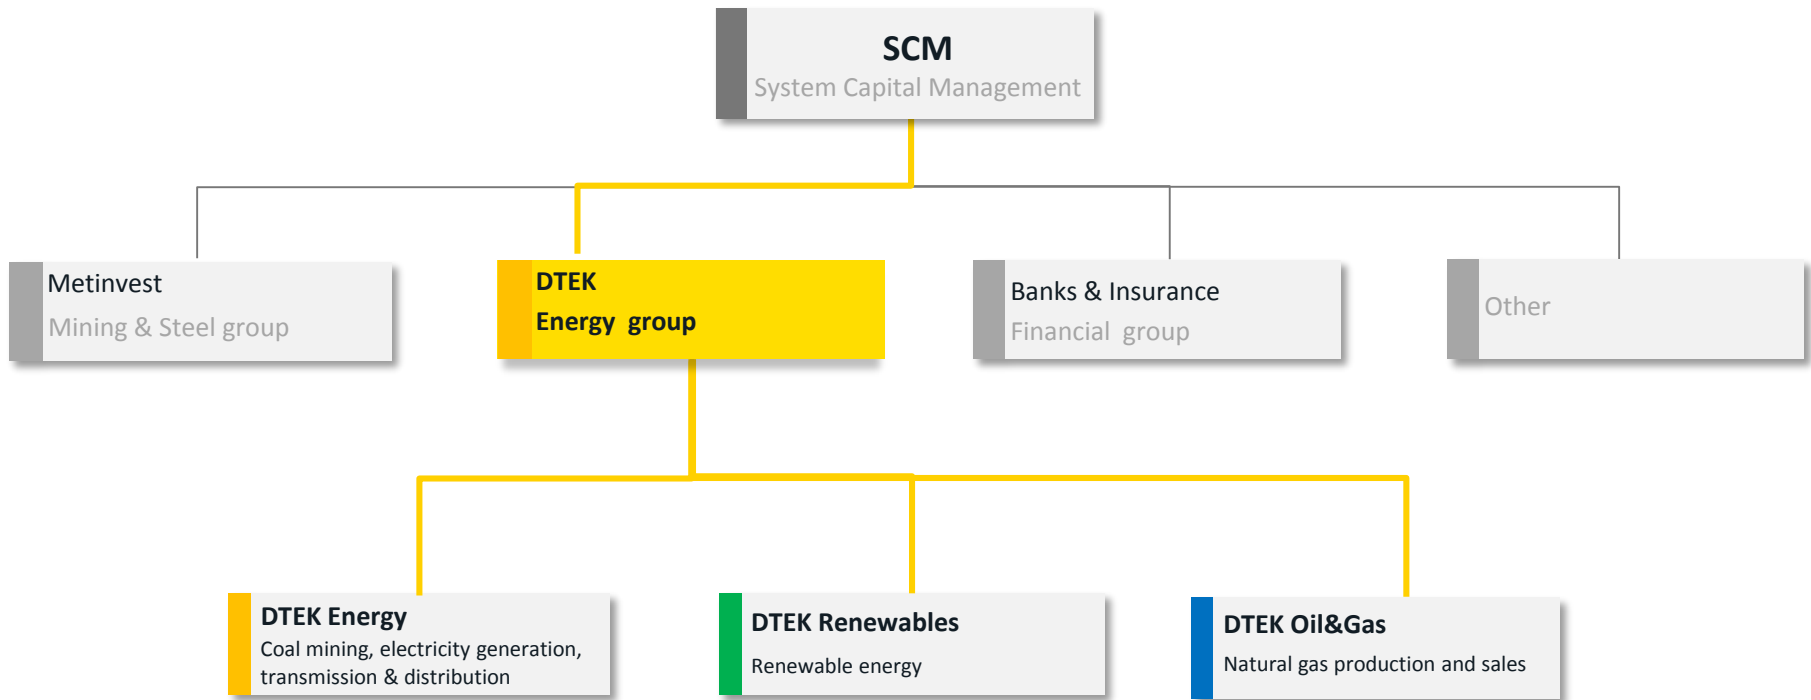 SCM
System Capital Management
Metinvest
Mining & Steel group
DTEK
Energy group
Banks & Insurance
Financial group
Other
DTEK Energy
Coal mining, electricity generation,
transmission & distribution
DTEK Renewables
Renewable energy
DTEK Oil&Gas
Natural gas production and sales